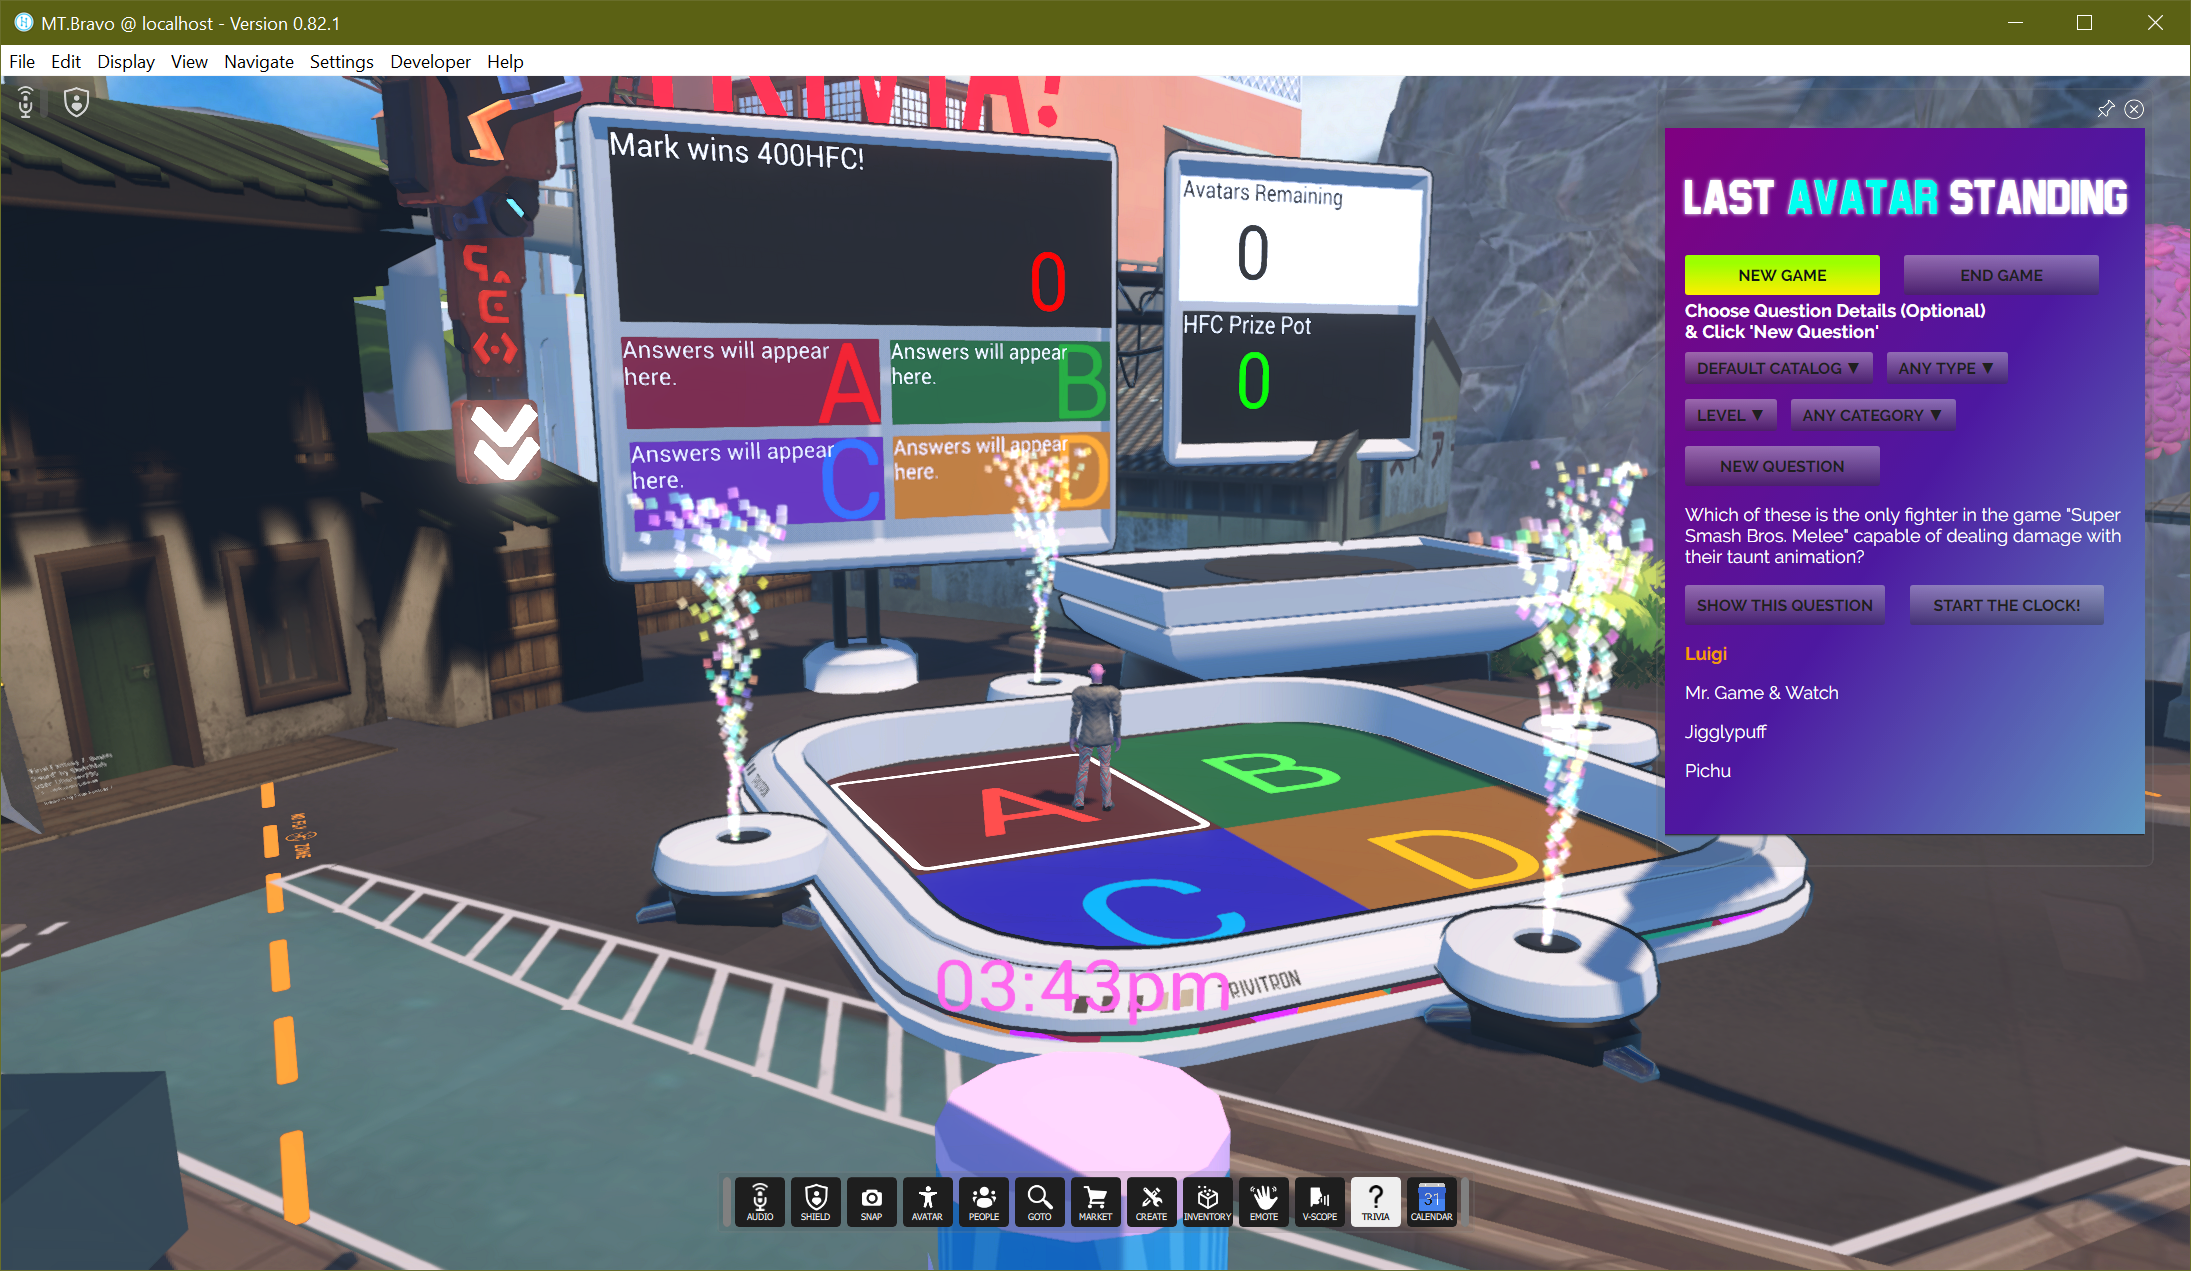 MT.Bravo @ localhost - Version 0.82.1
File Edit Display View Navigate Settings Developer Help
TRIVIA!
Mark wins 400HFC!
0
Answers will appear
here.
A
Answers will appear
here.
B
Answers will appear
here.
C
Answers will appear
here.
D
Avatars Remaining
0
HFC Prize Pot
0
LAST AVATAR STANDING
NEW GAME
END GAME
Choose Question Details (Optional)
& Click 'New Question'
DEFAULT CATALOG ▼
ANY TYPE ▼
LEVEL ▼
ANY CATEGORY ▼
NEW QUESTION
Which of these is the only fighter in the game "Super
Smash Bros. Melee" capable of dealing damage with
their taunt animation?
SHOW THIS QUESTION
START THE CLOCK!
Luigi
Mr. Game & Watch
Jigglypuff
Pichu
A
B
C
D
ZONE
TRIVITRON
03:43pm
AUDIO
SHIELD
SNAP
AVATAR
PEOPLE
GOTO
MARKET
CREATE
INVENTORY
EMOTE
V-SCOPE
?
TRIVIA
31
CALENDAR